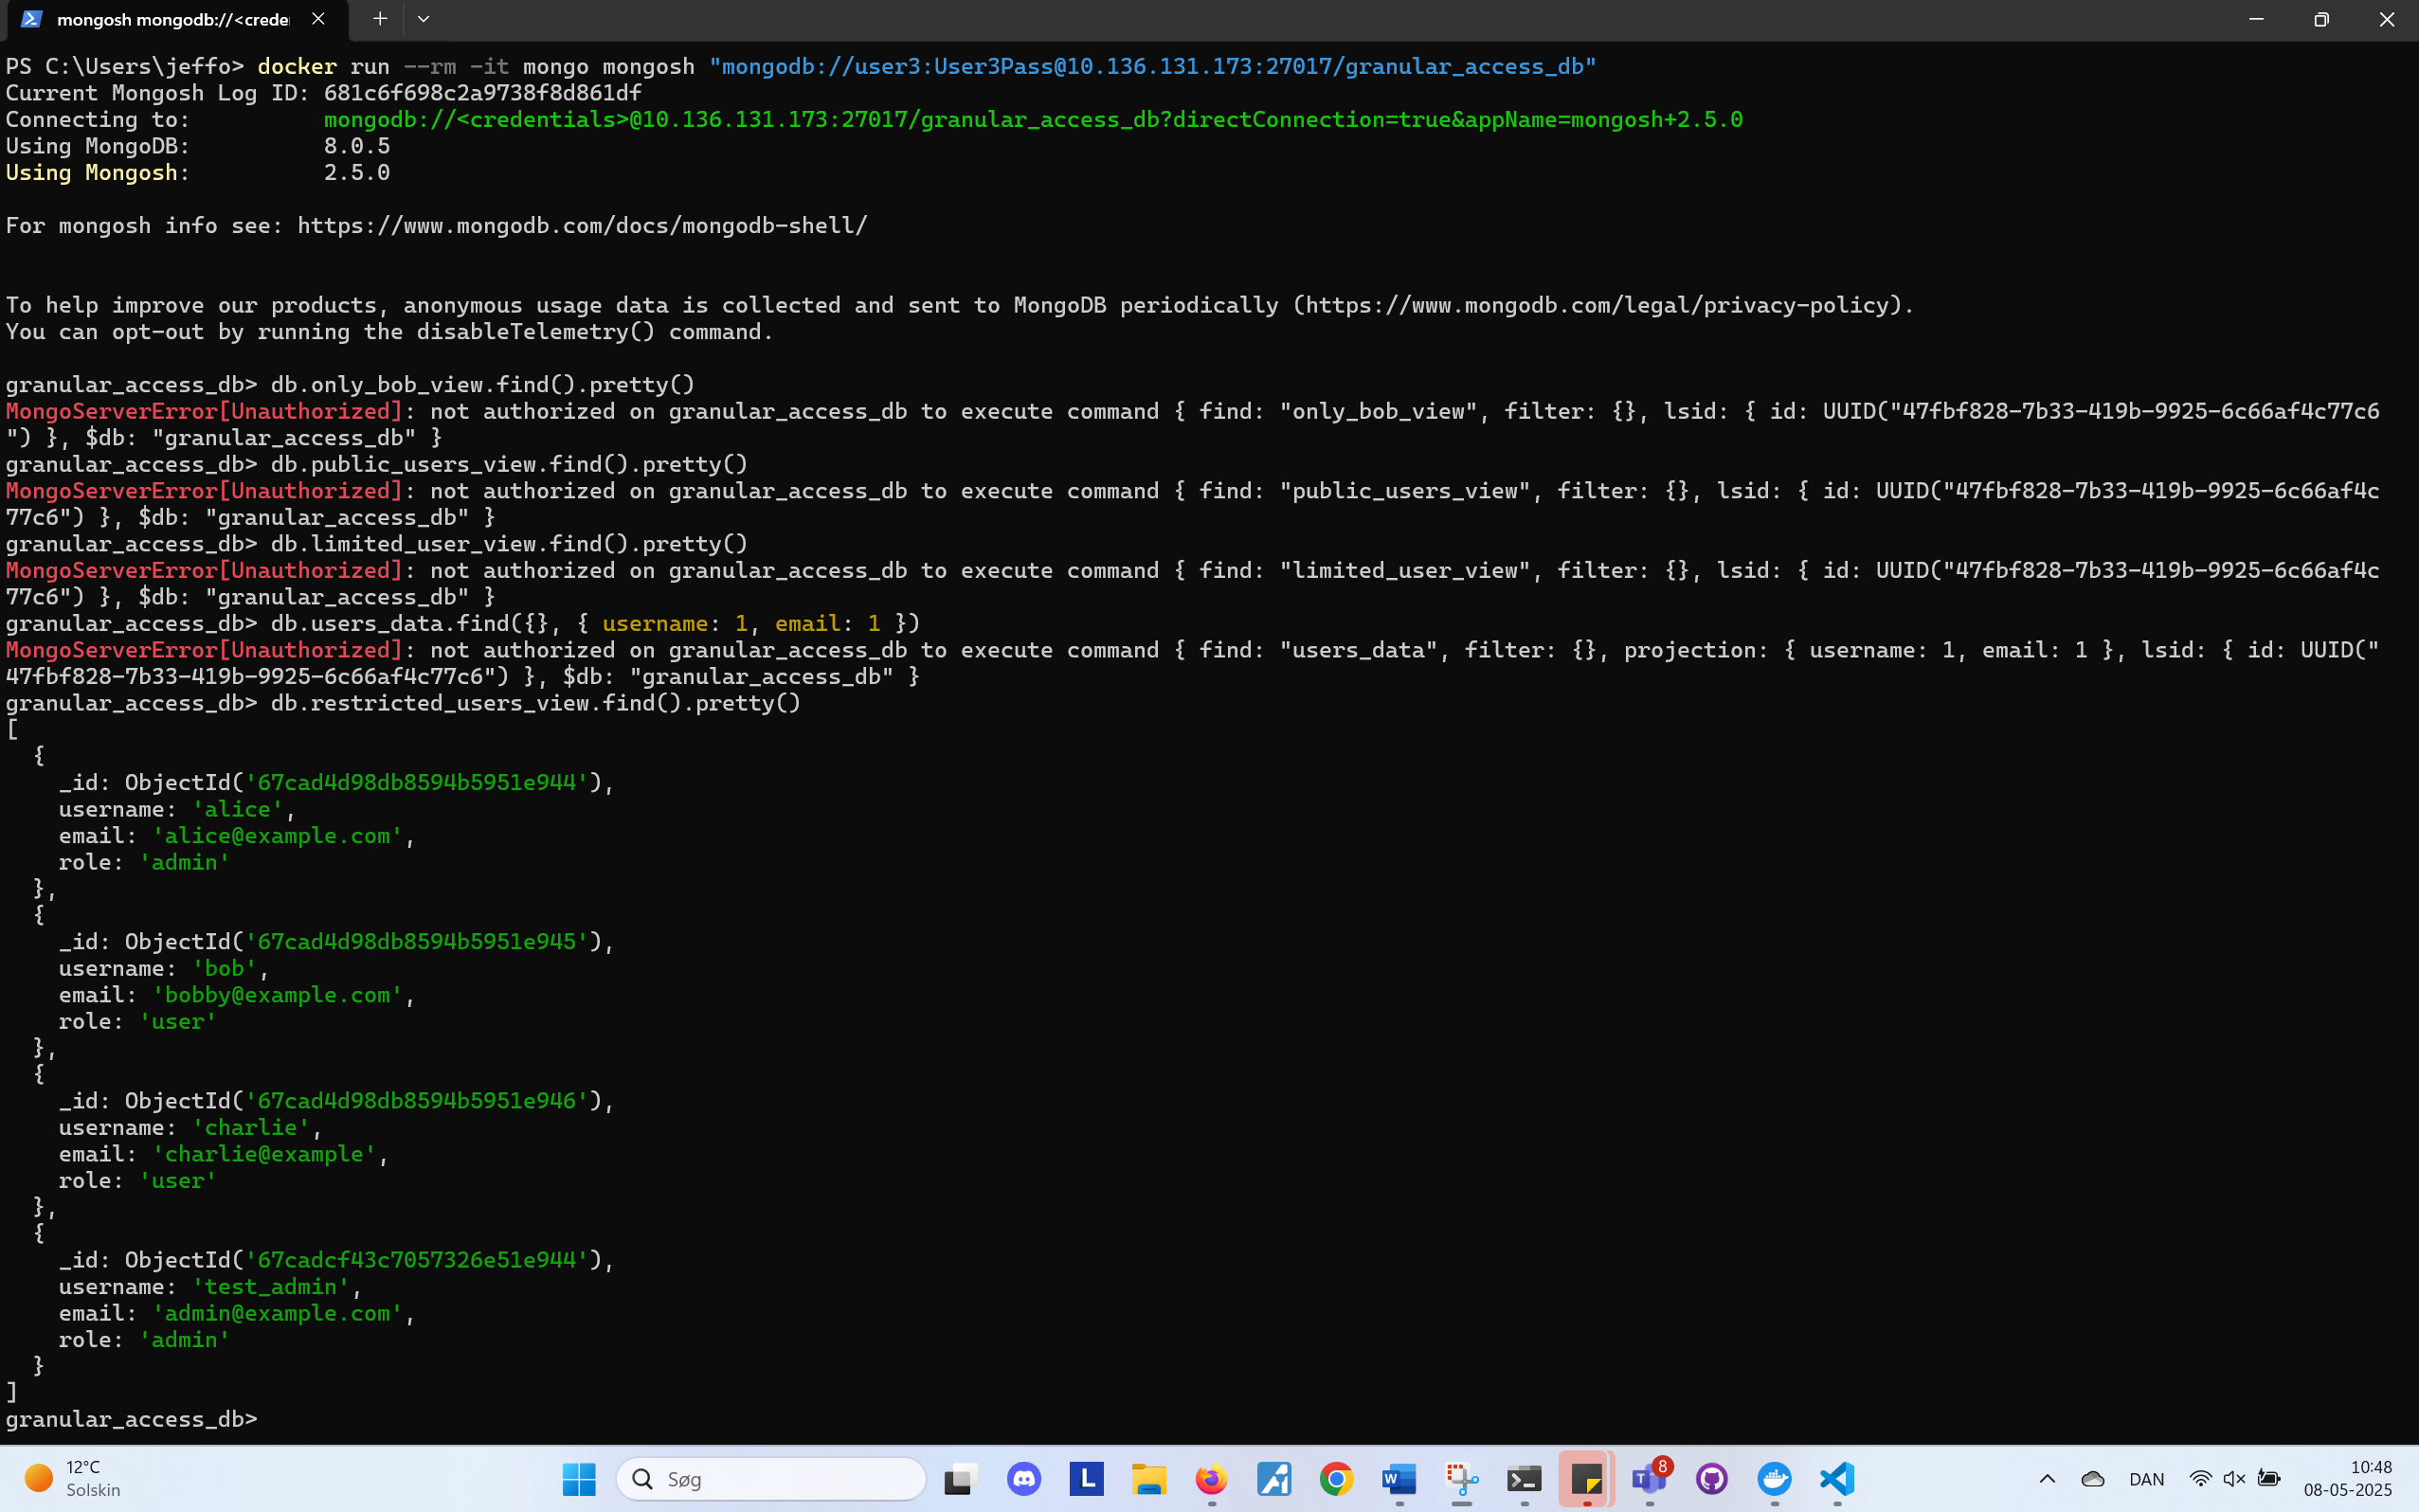 mongosh mongodb://<crede
PS C:\Users\jeffo> docker run --rm -it mongo mongosh "mongodb://user3:User3Pass@10.136.131.173:27017/granular_access_db"
Current Mongosh Log ID: 681c6f698c2a9738f8d861df
Connecting to:          mongodb://<credentials>@10.136.131.173:27017/granular_access_db?directConnection=true&appName=mongosh+2.5.0
Using MongoDB:          8.0.5
Using Mongosh:          2.5.0
For mongosh info see: https://www.mongodb.com/docs/mongodb-shell/
To help improve our products, anonymous usage data is collected and sent to MongoDB periodically (https://www.mongodb.com/legal/privacy-policy).
You can opt-out by running the disableTelemetry() command.
granular_access_db> db.only_bob_view.find().pretty()
MongoServerError[Unauthorized]: not authorized on granular_access_db to execute command { find: "only_bob_view", filter: {}, lsid: { id: UUID("47fbf828-7b33-419b-9925-6c66af4c77c6
") }, $db: "granular_access_db" }
granular_access_db> db.public_users_view.find().pretty()
MongoServerError[Unauthorized]: not authorized on granular_access_db to execute command { find: "public_users_view", filter: {}, lsid: { id: UUID("47fbf828-7b33-419b-9925-6c66af4c
77c6") }, $db: "granular_access_db" }
granular_access_db> db.limited_user_view.find().pretty()
MongoServerError[Unauthorized]: not authorized on granular_access_db to execute command { find: "limited_user_view", filter: {}, lsid: { id: UUID("47fbf828-7b33-419b-9925-6c66af4c
77c6") }, $db: "granular_access_db" }
granular_access_db> db.users_data.find({}, { username: 1, email: 1 })
MongoServerError[Unauthorized]: not authorized on granular_access_db to execute command { find: "users_data", filter: {}, projection: { username: 1, email: 1 }, lsid: { id: UUID("
47fbf828-7b33-419b-9925-6c66af4c77c6") }, $db: "granular_access_db" }
granular_access_db> db.restricted_users_view.find().pretty()
[
  {
    _id: ObjectId('67cad4d98db8594b5951e944'),
    username: 'alice',
    email: 'alice@example.com',
    role: 'admin'
  },
  {
    _id: ObjectId('67cad4d98db8594b5951e945'),
    username: 'bob',
    email: 'bobby@example.com',
    role: 'user'
  },
  {
    _id: ObjectId('67cad4d98db8594b5951e946'),
    username: 'charlie',
    email: 'charlie@example',
    role: 'user'
  },
  {
    _id: ObjectId('67cadcf43c7057326e51e944'),
    username: 'test_admin',
    email: 'admin@example.com',
    role: 'admin'
  }
]
granular_access_db>
12°C
Solskin
Søg
8
DAN
10:48
08-05-2025